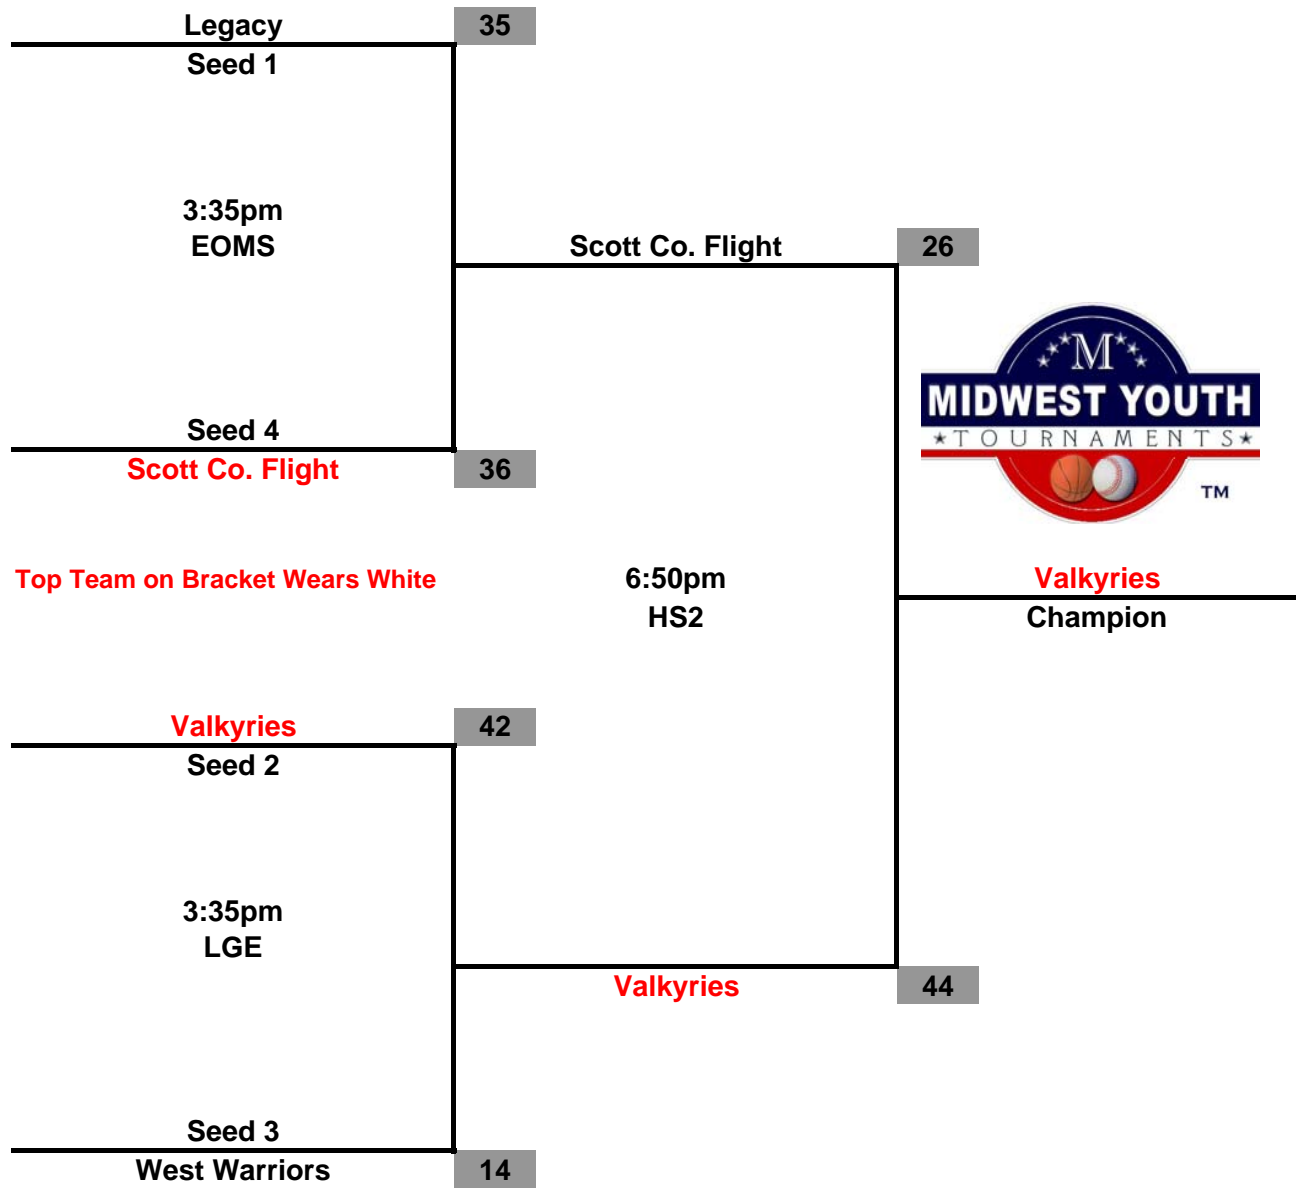 Legacy 35
Seed 1
3:35pm
EOMS
Scott Co. Flight 26
M
MIDWEST YOUTH
★TOURNAMENTS★
TM
Seed 4
Scott Co. Flight 36
Top Team on Bracket Wears White
6:50pm
HS2
Valkyries
Champion
Valkyries 42
Seed 2
3:35pm
LGE
Valkyries 44
Seed 3
West Warriors 14